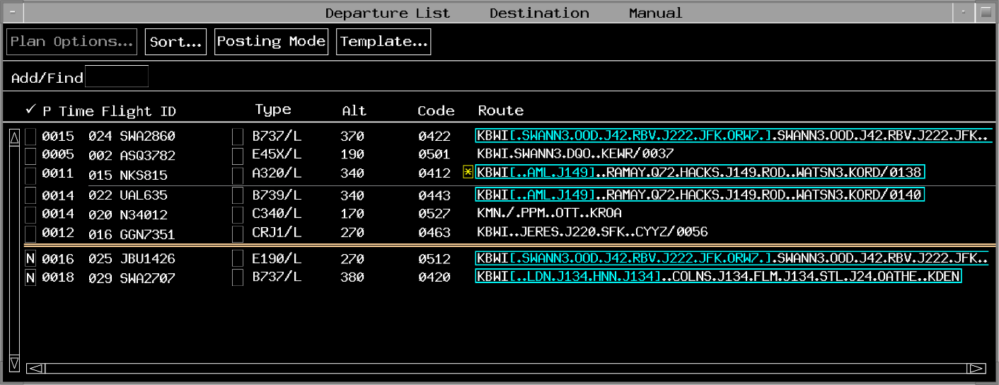 Departure List Destination Manual
Plan Options... Sort... Posting Mode Template...
Add/Find
✓ P Time Flight ID Type Alt Code Route
0015 024 SWA2860 B737/L 370 0422 KBWI[.SWANN3.OOD.J42.RBV.J222.JFK.ORW7.].SWANN3.OOD.J42.RBV.J222.JFK..
0005 002 ASQ3782 E45X/L 190 0501 KBWI.SWANN3.DQO..KEWR/0037
0011 015 NKS815 A320/L 340 0412 * KBWI[..AML.J149]..RAMAY.Q72.HACKS.J149.ROD..WATSN3.KORD/0138
0014 022 UAL635 B739/L 340 0443 KBWI[..AML.J149]..RAMAY.Q72.HACKS.J149.ROD..WATSN3.KORD/0140
0014 020 N34012 C340/L 170 0527 KMN./.PPM..OTT..KROA
0012 016 GGN7351 CRJ1/L 270 0463 KBWI..JERES.J220.SFK..CYYZ/0056
N 0016 025 JBU1426 E190/L 270 0512 KBWI[.SWANN3.OOD.J42.RBV.J222.JFK.ORW7.].SWANN3.OOD.J42.RBV.J222.JFK..
N 0018 029 SWA2707 B737/L 380 0420 KBWI[..LDN.J134.HNN.J134]..COLNS.J134.FLM.J134.STL.J24.OATHE..KDEN